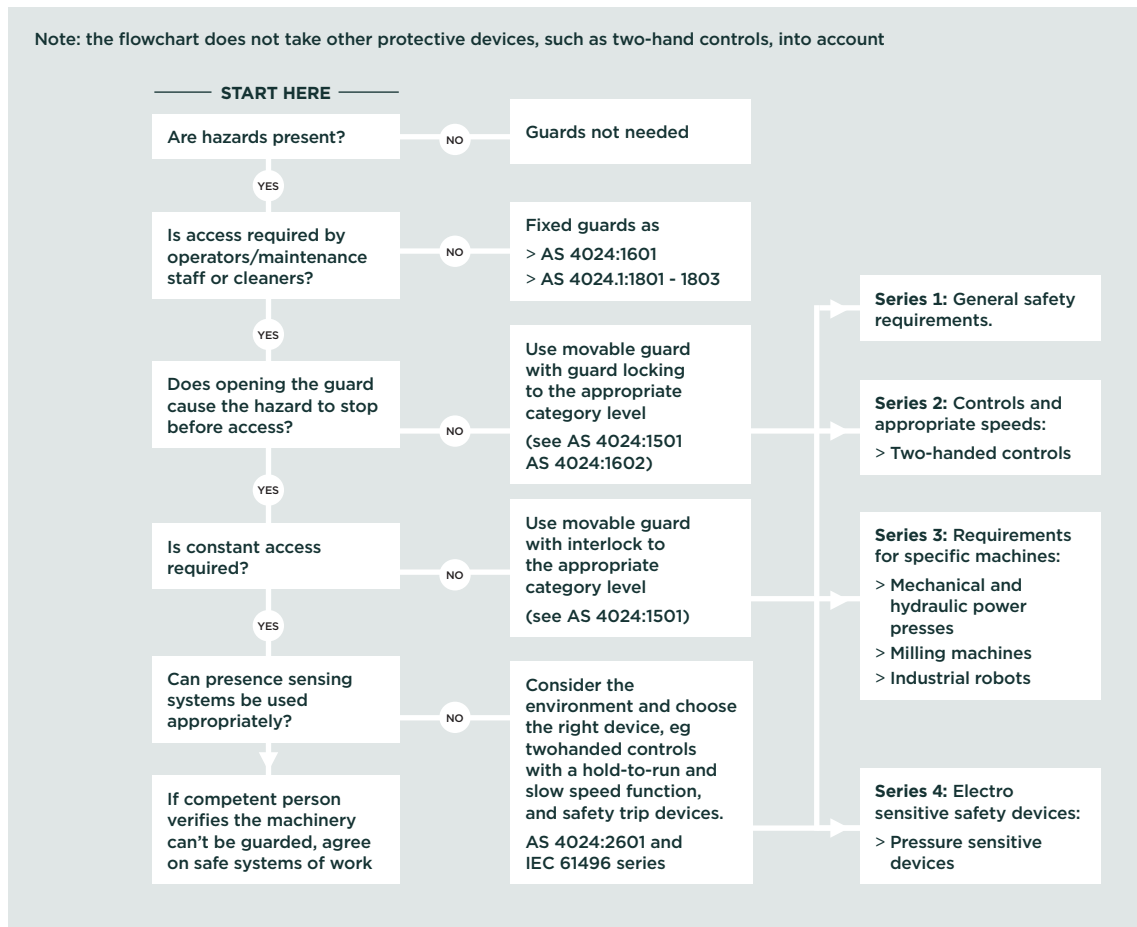 Note: the flowchart does not take other protective devices, such as two-hand controls, into account
START HERE
Are hazards present?
NO
Guards not needed
YES
Is access required by
operators/maintenance
staff or cleaners?
NO
Fixed guards as
> AS 4024:1601
> AS 4024.1:1801 - 1803
YES
Does opening the guard
cause the hazard to stop
before access?
NO
Use movable guard
with guard locking
to the appropriate
category level
(see AS 4024:1501
AS 4024:1602)
YES
Is constant access
required?
NO
Use movable guard
with interlock to
the appropriate
category level
(see AS 4024:1501)
YES
Can presence sensing
systems be used
appropriately?
NO
Consider the
environment and choose
the right device, eg
twohanded controls
with a hold-to-run and
slow speed function,
and safety trip devices.
AS 4024:2601 and
IEC 61496 series
If competent person
verifies the machinery
can't be guarded, agree
on safe systems of work
Series 1: General safety
requirements.
Series 2: Controls and
appropriate speeds:
> Two-handed controls
Series 3: Requirements
for specific machines:
> Mechanical and
hydraulic power
presses
> Milling machines
> Industrial robots
Series 4: Electro
sensitive safety devices:
> Pressure sensitive
devices